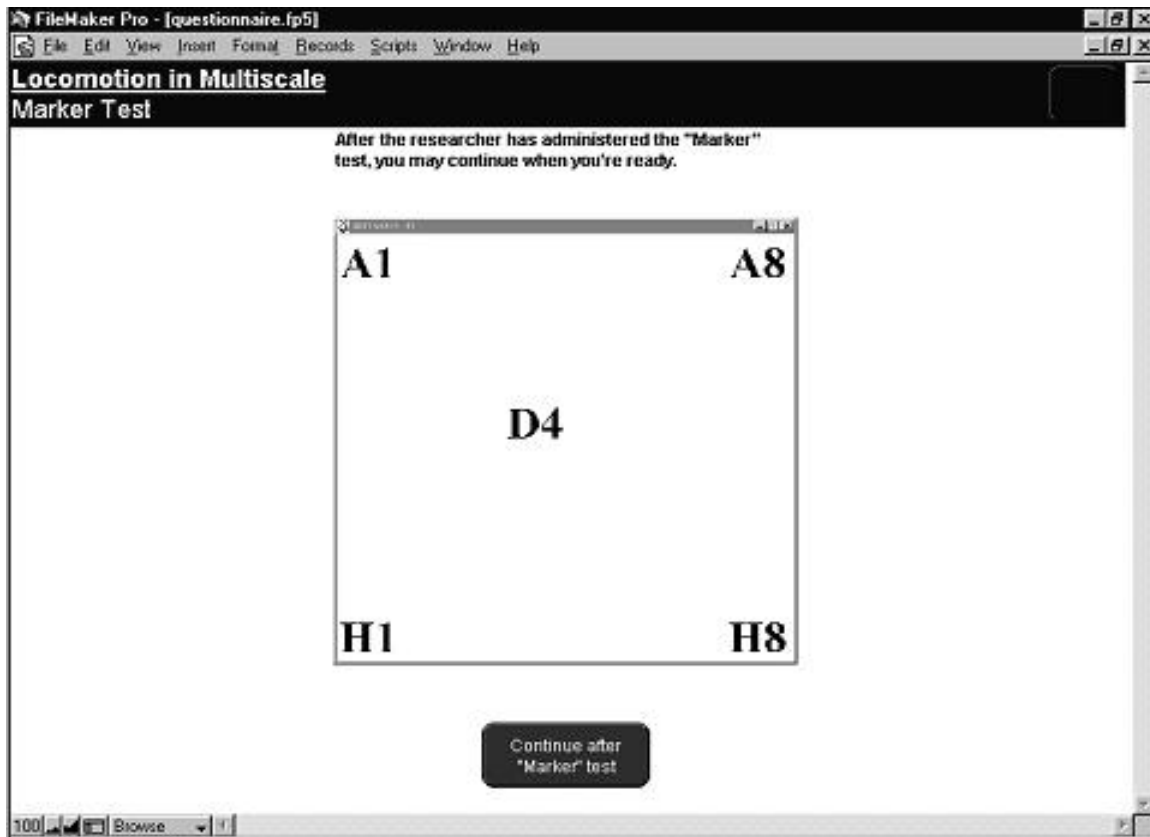 FileMaker Pro - [questionnaire.fp5]
File Edit View Insert Format Records Scripts Window Help
Locomotion in Multiscale
Marker Test
After the researcher has administered the "Marker"
test, you may continue when you're ready.
A1 A8
D4
H1 H8
Continue after
"Marker" test
100 Browse